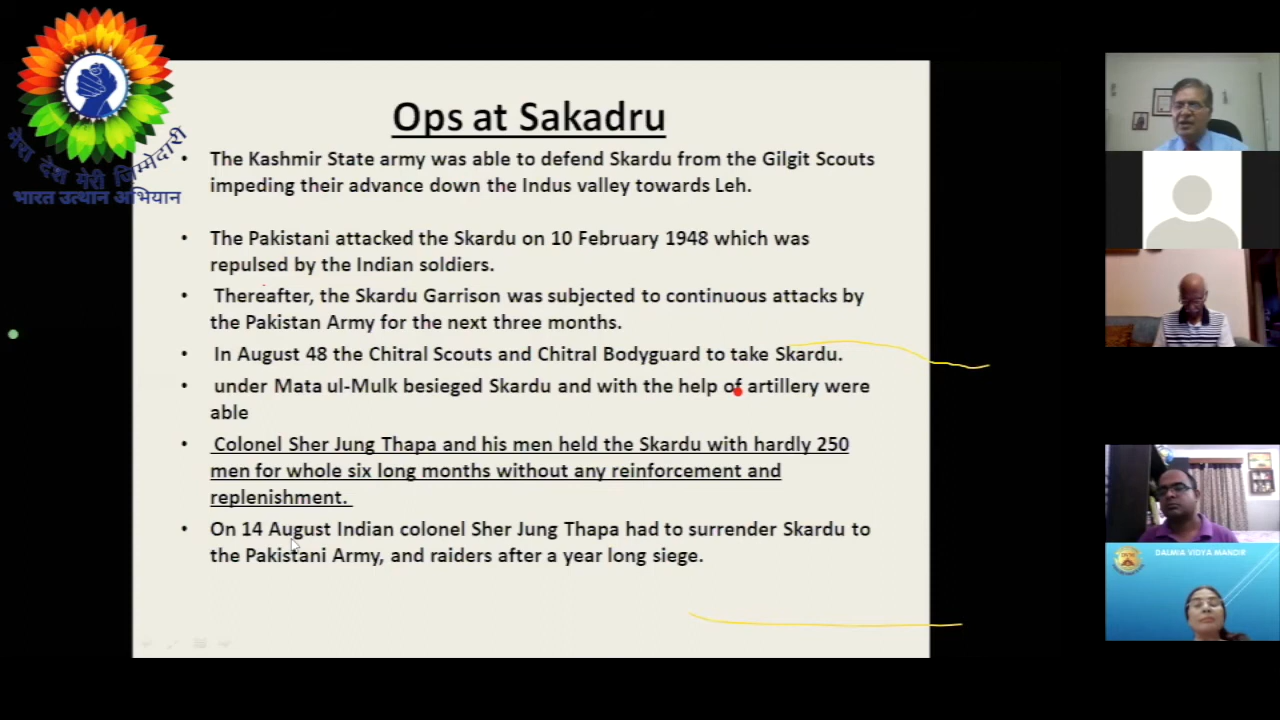 Ops at Sakadru
• The Kashmir State army was able to defend Skardu from the Gilgit Scouts
impeding their advance down the Indus valley towards Leh.
• The Pakistani attacked the Skardu on 10 February 1948 which was
repulsed by the Indian soldiers.
• Thereafter, the Skardu Garrison was subjected to continuous attacks by
the Pakistan Army for the next three months.
• In August 48 the Chitral Scouts and Chitral Bodyguard to take Skardu.
• under Mata ul-Mulk besieged Skardu and with the help of artillery were
able
• Colonel Sher Jung Thapa and his men held the Skardu with hardly 250
men for whole six long months without any reinforcement and
replenishment.
• On 14 August Indian colonel Sher Jung Thapa had to surrender Skardu to
the Pakistani Army, and raiders after a year long siege.
मेरा देश मेरी ज़िम्मेदारी
भारत उत्थान अभियान
DALMIA VIDYA MANDIR